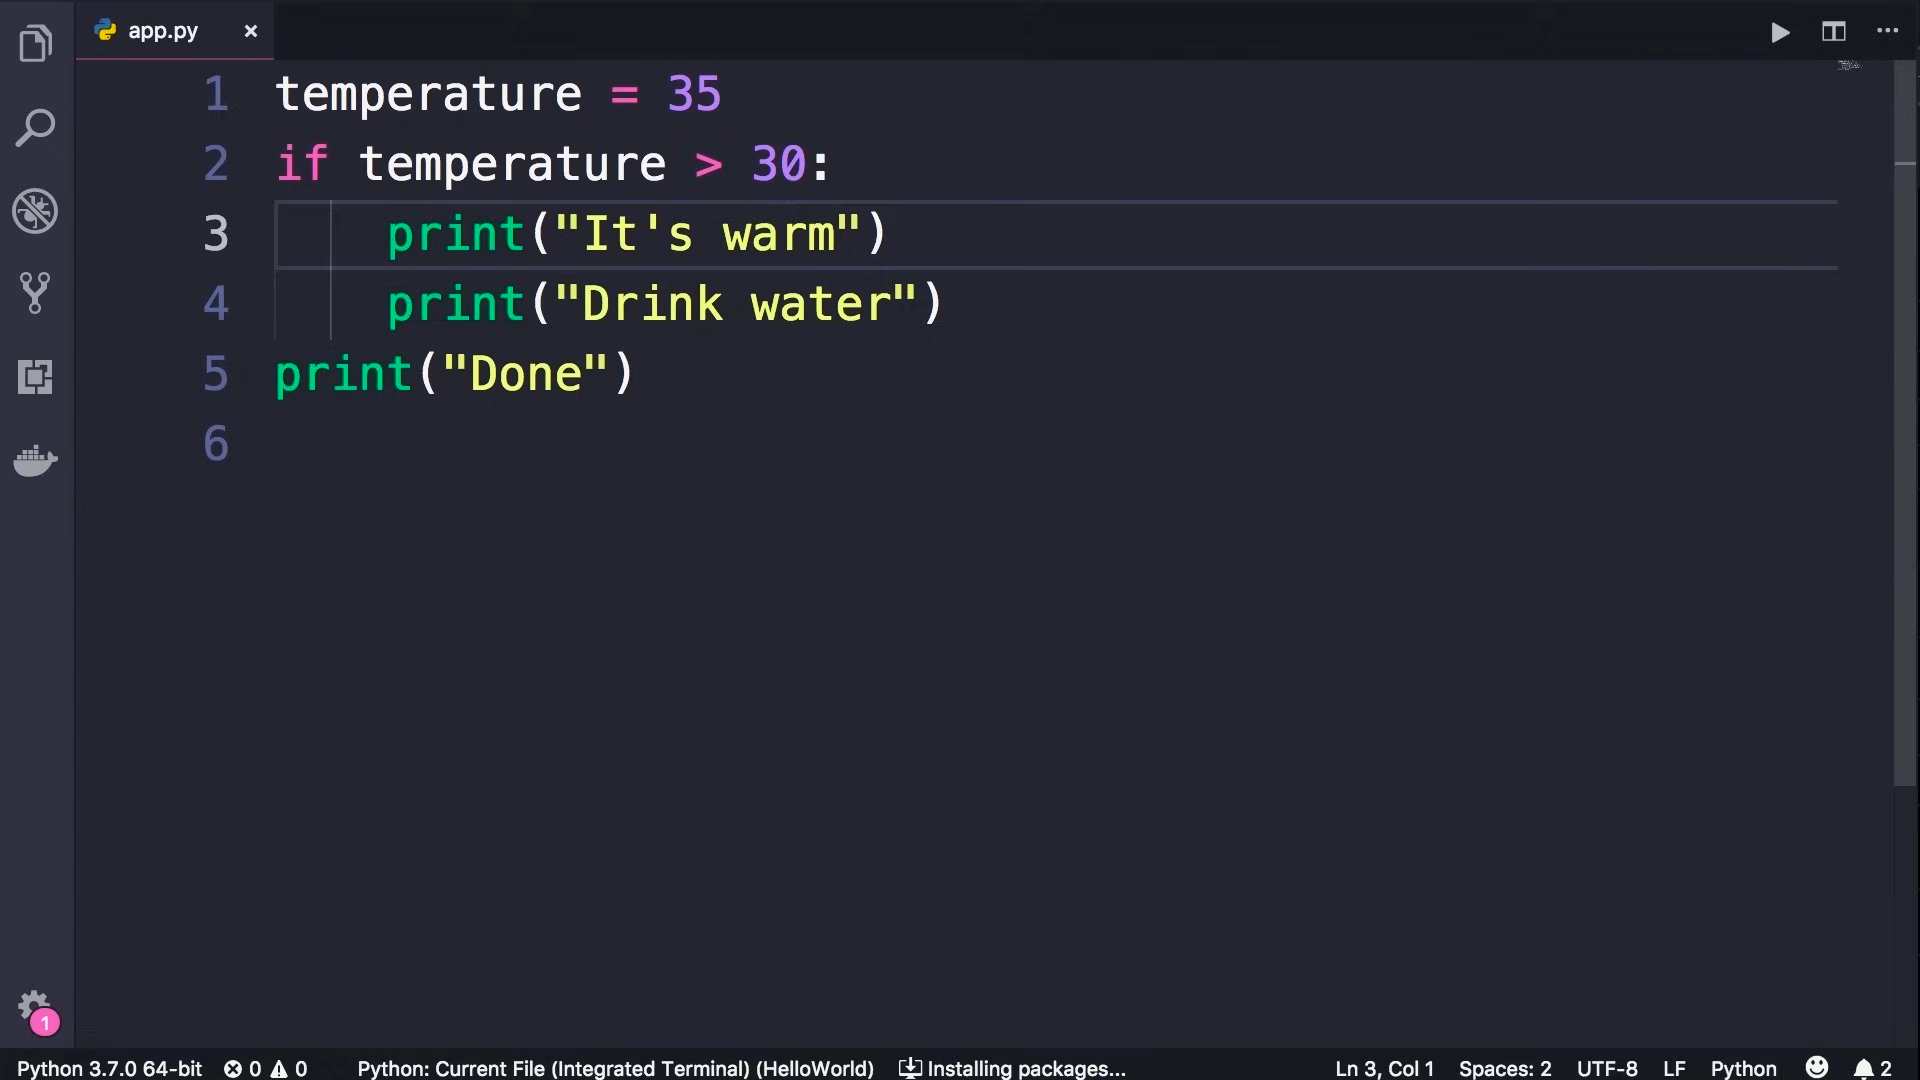 app.py
1 temperature = 35
2 if temperature > 30:
3     print("It's warm")
4     print("Drink water")
5 print("Done")
6
1
Python 3.7.0 64-bit 0 0 Python: Current File (Integrated Terminal) (HelloWorld) Installing packages... Ln 3, Col 1 Spaces: 2 UTF-8 LF Python 2